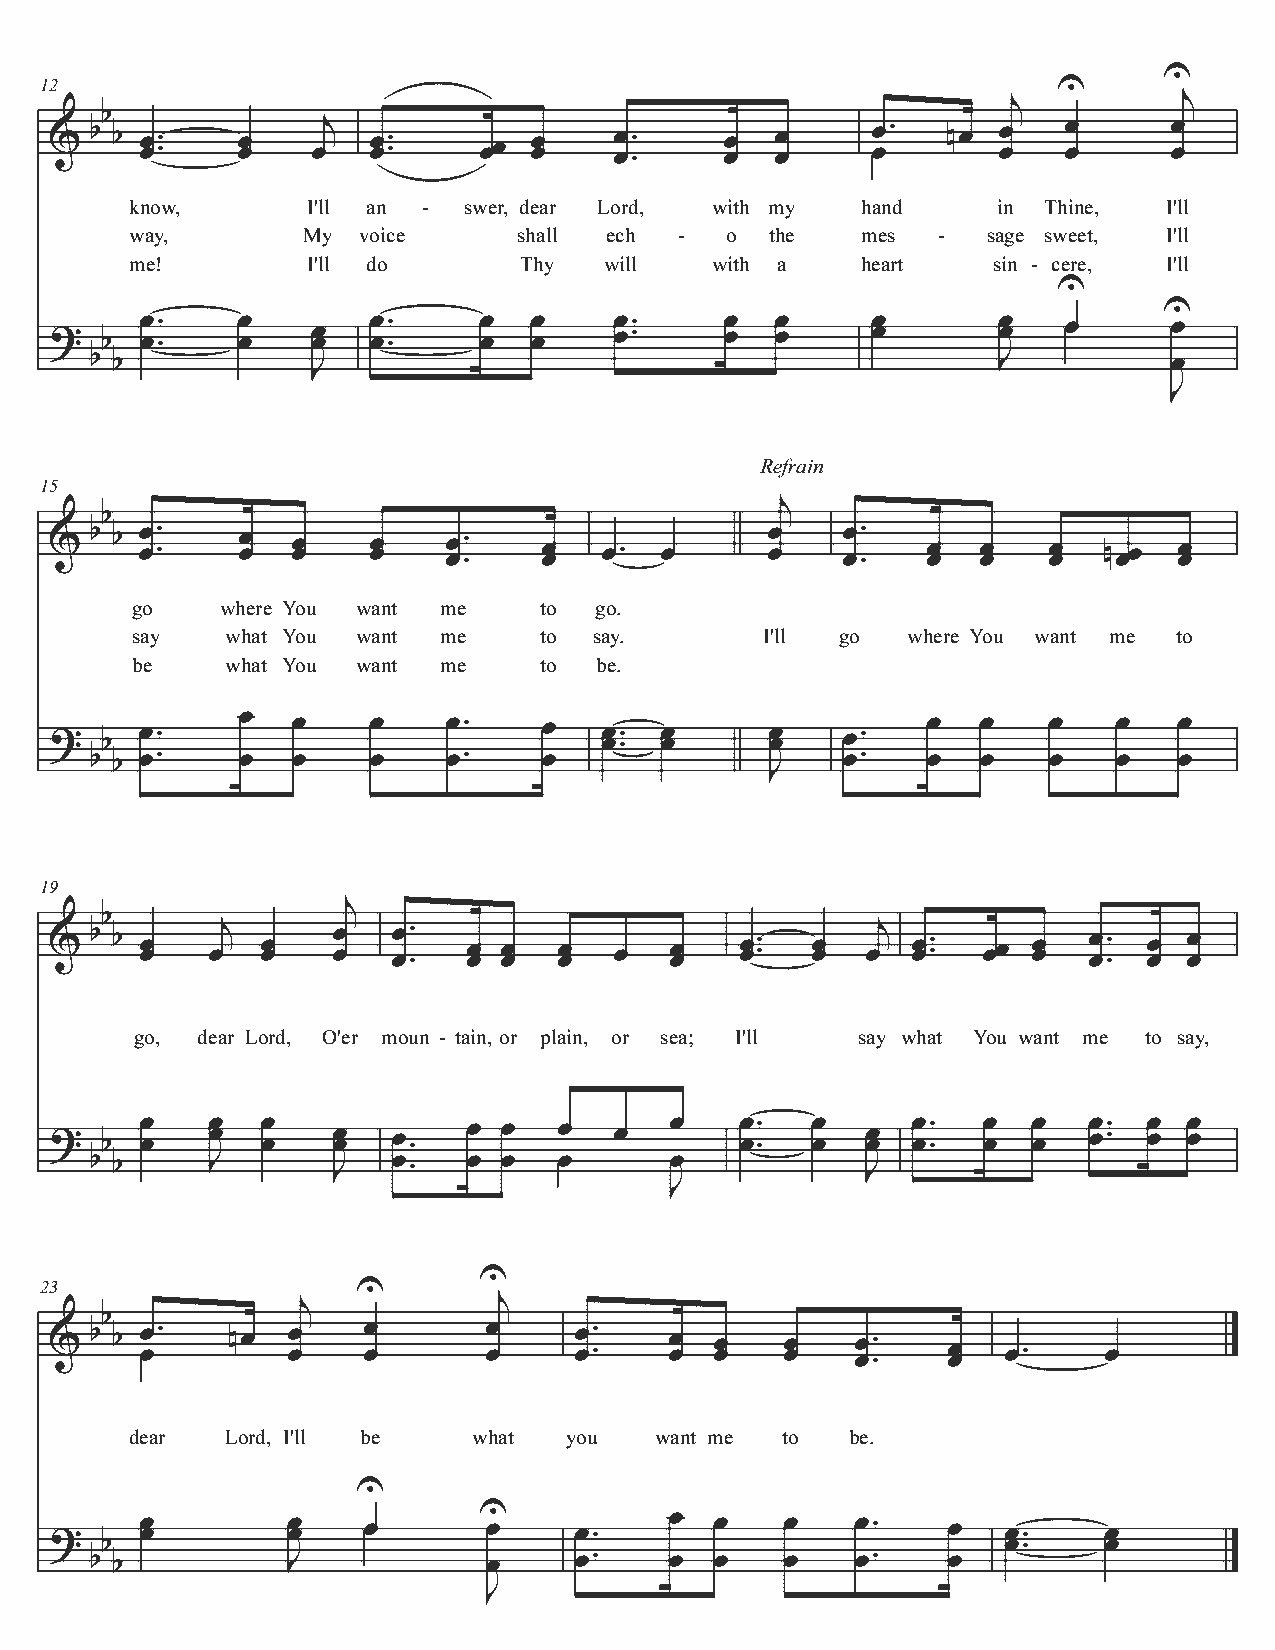 12
know, I'll an - swer, dear Lord, with my hand in Thine, I'll
way, My voice shall ech - o the mes - sage sweet, I'll
me! I'll do Thy will with a heart sin - cere, I'll
Refrain
15
go where You want me to go.
say what You want me to say. I'll go where You want me to
be what You want me to be.
19
go, dear Lord, O'er moun - tain, or plain, or sea; I'll say what You want me to say,
23
dear Lord, I'll be what you want me to be.